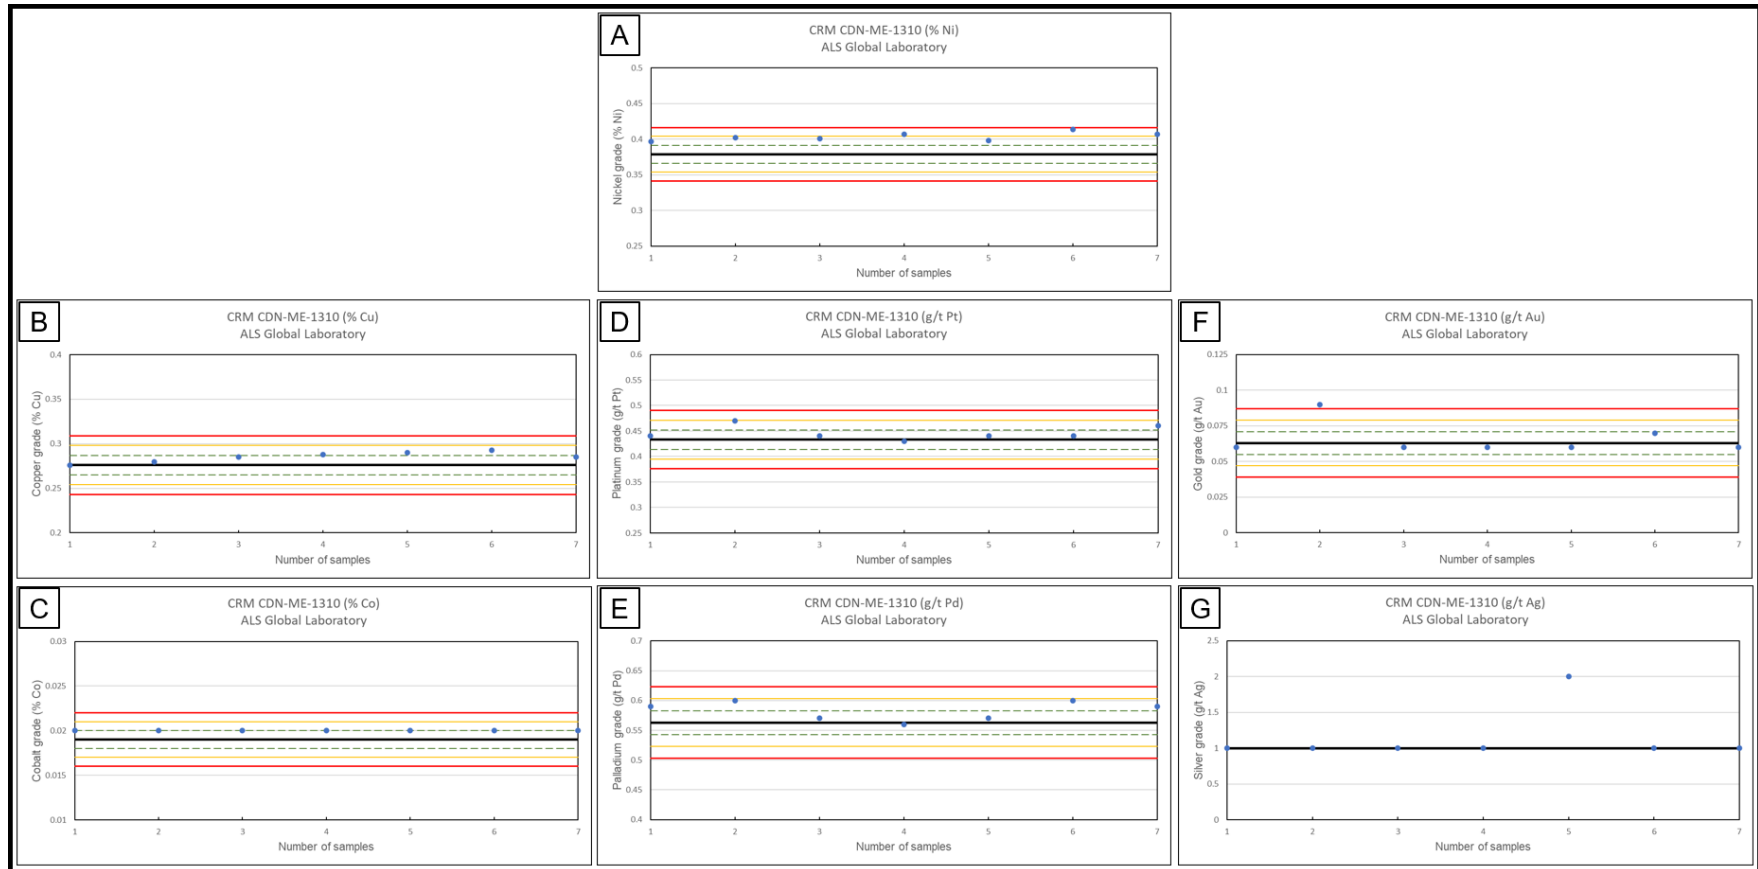 A
CRM CDN-ME-1310 (% Ni)
ALS Global Laboratory
Nickel grade (% Ni)
0.5
0.45
0.4
0.35
0.3
0.25
1 2 3 4 5 6 7
Number of samples
B
CRM CDN-ME-1310 (% Cu)
ALS Global Laboratory
Copper grade (% Cu)
0.4
0.35
0.3
0.25
0.2
1 2 3 4 5 6 7
Number of samples
D
CRM CDN-ME-1310 (g/t Pt)
ALS Global Laboratory
Platinum grade (g/t Pt)
0.6
0.55
0.5
0.45
0.4
0.35
0.3
0.25
1 2 3 4 5 6 7
Number of samples
F
CRM CDN-ME-1310 (g/t Au)
ALS Global Laboratory
Gold grade (g/t Au)
0.125
0.1
0.075
0.05
0.025
0
1 2 3 4 5 6 7
Number of samples
C
CRM CDN-ME-1310 (% Co)
ALS Global Laboratory
Cobalt grade (% Co)
0.03
0.025
0.02
0.015
0.01
1 2 3 4 5 6 7
Number of samples
E
CRM CDN-ME-1310 (g/t Pd)
ALS Global Laboratory
Palladium grade (g/t Pd)
0.7
0.65
0.6
0.55
0.5
0.45
0.4
1 2 3 4 5 6 7
Number of samples
G
CRM CDN-ME-1310 (g/t Ag)
ALS Global Laboratory
Silver grade (g/t Ag)
2.5
2
1.5
1
0.5
0
1 2 3 4 5 6 7
Number of samples